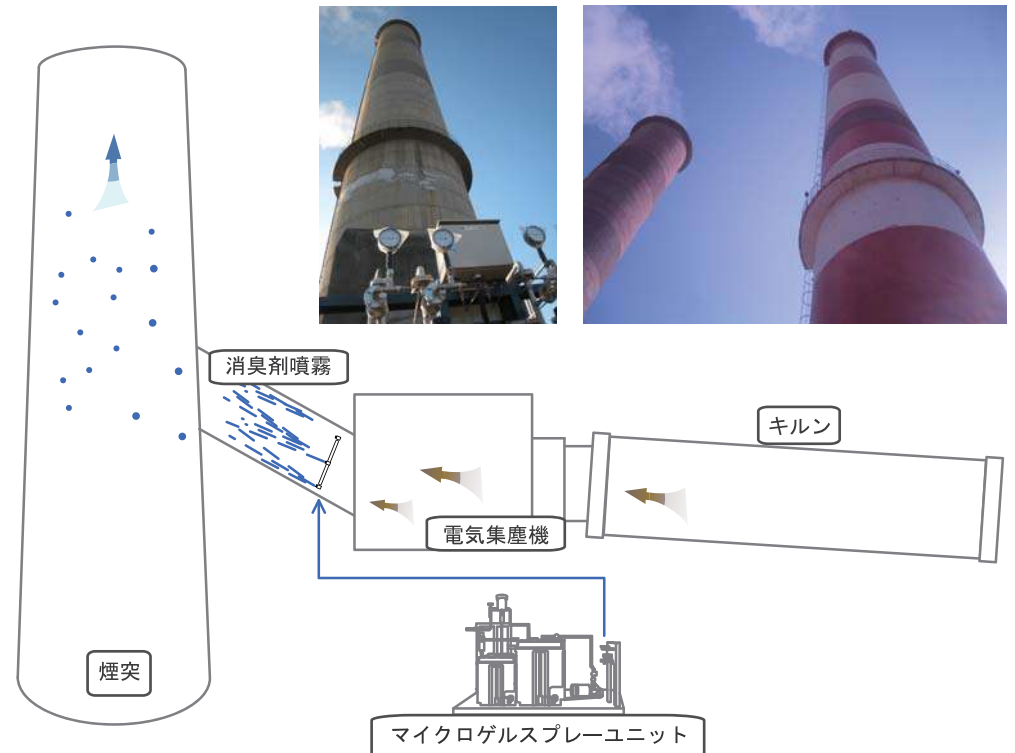 消臭剤噴霧
キルン
電気集塵機
煙突
マイクロゲルスプレーユニット